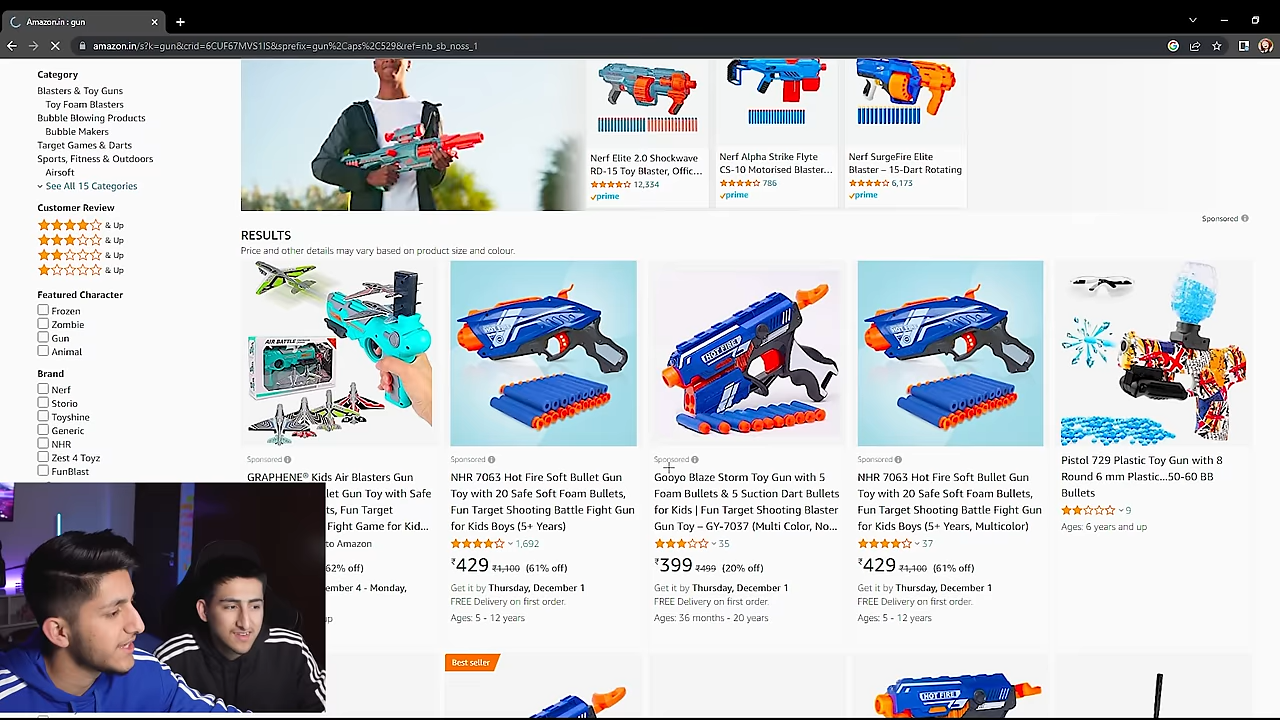 Amazon.in : gun
amazon.in/s?k=gun&crid=6CUF67MVS1IS&sprefix=gun%2Caps%2C529&ref=nb_sb_noss_1
Category
Blasters & Toy Guns
Toy Foam Blasters
Bubble Blowing Products
Bubble Makers
Target Games & Darts
Sports, Fitness & Outdoors
Airsoft
See All 15 Categories
Customer Review
& Up
& Up
& Up
& Up
Featured Character
Frozen
Zombie
Gun
Animal
Brand
Nerf
Storio
Toyshine
Generic
NHR
Zest 4 Toyz
FunBlast
Nerf Elite 2.0 Shockwave
RD-15 Toy Blaster, Offic...
12,334
prime
Nerf Alpha Strike Flyte
CS-10 Motorised Blaster...
786
prime
Nerf SurgeFire Elite
Blaster – 15-Dart Rotating
6,173
prime
Sponsored
RESULTS
Price and other details may vary based on product size and colour.
AIR BATTLE
Sponsored
GRAPHENE® Kids Air Blasters Gun
let Gun Toy with Safe
ts, Fun Target
Fight Game for Kid...
to Amazon
62% off)
ember 4 - Monday,
up
HOT FIRE
Sponsored
NHR 7063 Hot Fire Soft Bullet Gun
Toy with 20 Safe Soft Foam Bullets,
Fun Target Shooting Battle Fight Gun
for Kids Boys (5+ Years)
1,692
₹429 ₹1,100 (61% off)
Get it by Thursday, December 1
FREE Delivery on first order.
Ages: 5 - 12 years
HOT FIRE
Sponsored
Gooyo Blaze Storm Toy Gun with 5
Foam Bullets & 5 Suction Dart Bullets
for Kids | Fun Target Shooting Blaster
Gun Toy – GY-7037 (Multi Color, No...
35
₹399 ₹499 (20% off)
Get it by Thursday, December 1
FREE Delivery on first order.
Ages: 36 months - 20 years
HOT FIRE
Sponsored
NHR 7063 Hot Fire Soft Bullet Gun
Toy with 20 Safe Soft Foam Bullets,
Fun Target Shooting Battle Fight Gun
for Kids Boys (5+ Years, Multicolor)
37
₹429 ₹1,100 (61% off)
Get it by Thursday, December 1
FREE Delivery on first order.
Ages: 5 - 12 years
Pistol 729 Plastic Toy Gun with 8
Round 6 mm Plastic...50-60 BB
Bullets
9
Ages: 6 years and up
Best seller
HOT FIRE